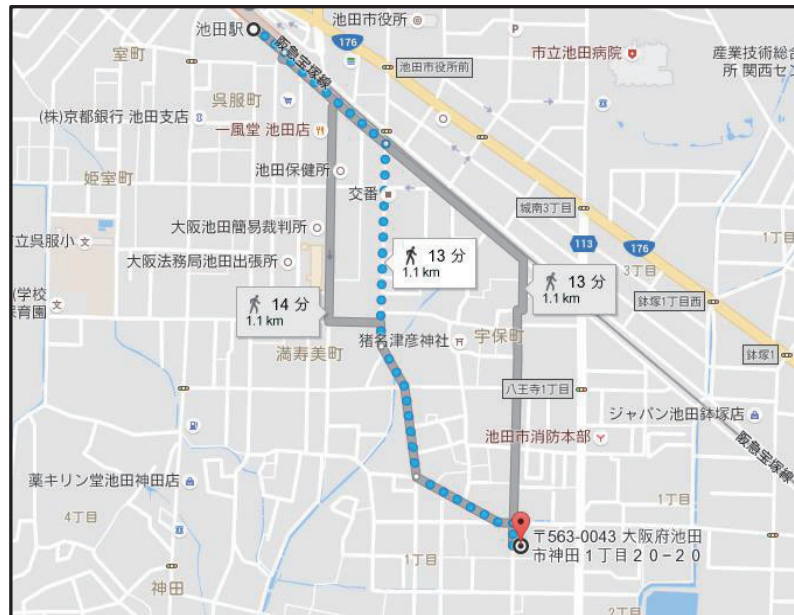 池田駅
池田市役所
P
176
池田市役所前
市立池田病院
産業技術総合
所 関西セン
室町
阪急宝塚線
呉服町
(株)京都銀行 池田支店
一風堂 池田店
池田保健所
姫室町
交番
大阪池田簡易裁判所
城南3丁目
市立呉服小
文
大阪法務局池田出張所
113
176
1丁目
3丁目
13 分
1.1 km
13 分
1.1 km
(学校
保育園
文
鉢塚1丁目西
14 分
1.1 km
猪名津彦神社
宇保町
満寿美町
鉢塚1
八王寺1丁目
ジャパン池田鉢塚店
池田市消防本部
阪急宝塚線
薬キリン堂池田神田店
4丁目
1丁目
1丁目
〒563-0043 大阪府池田
市神田1丁目20−20
1丁目
神田
2丁目